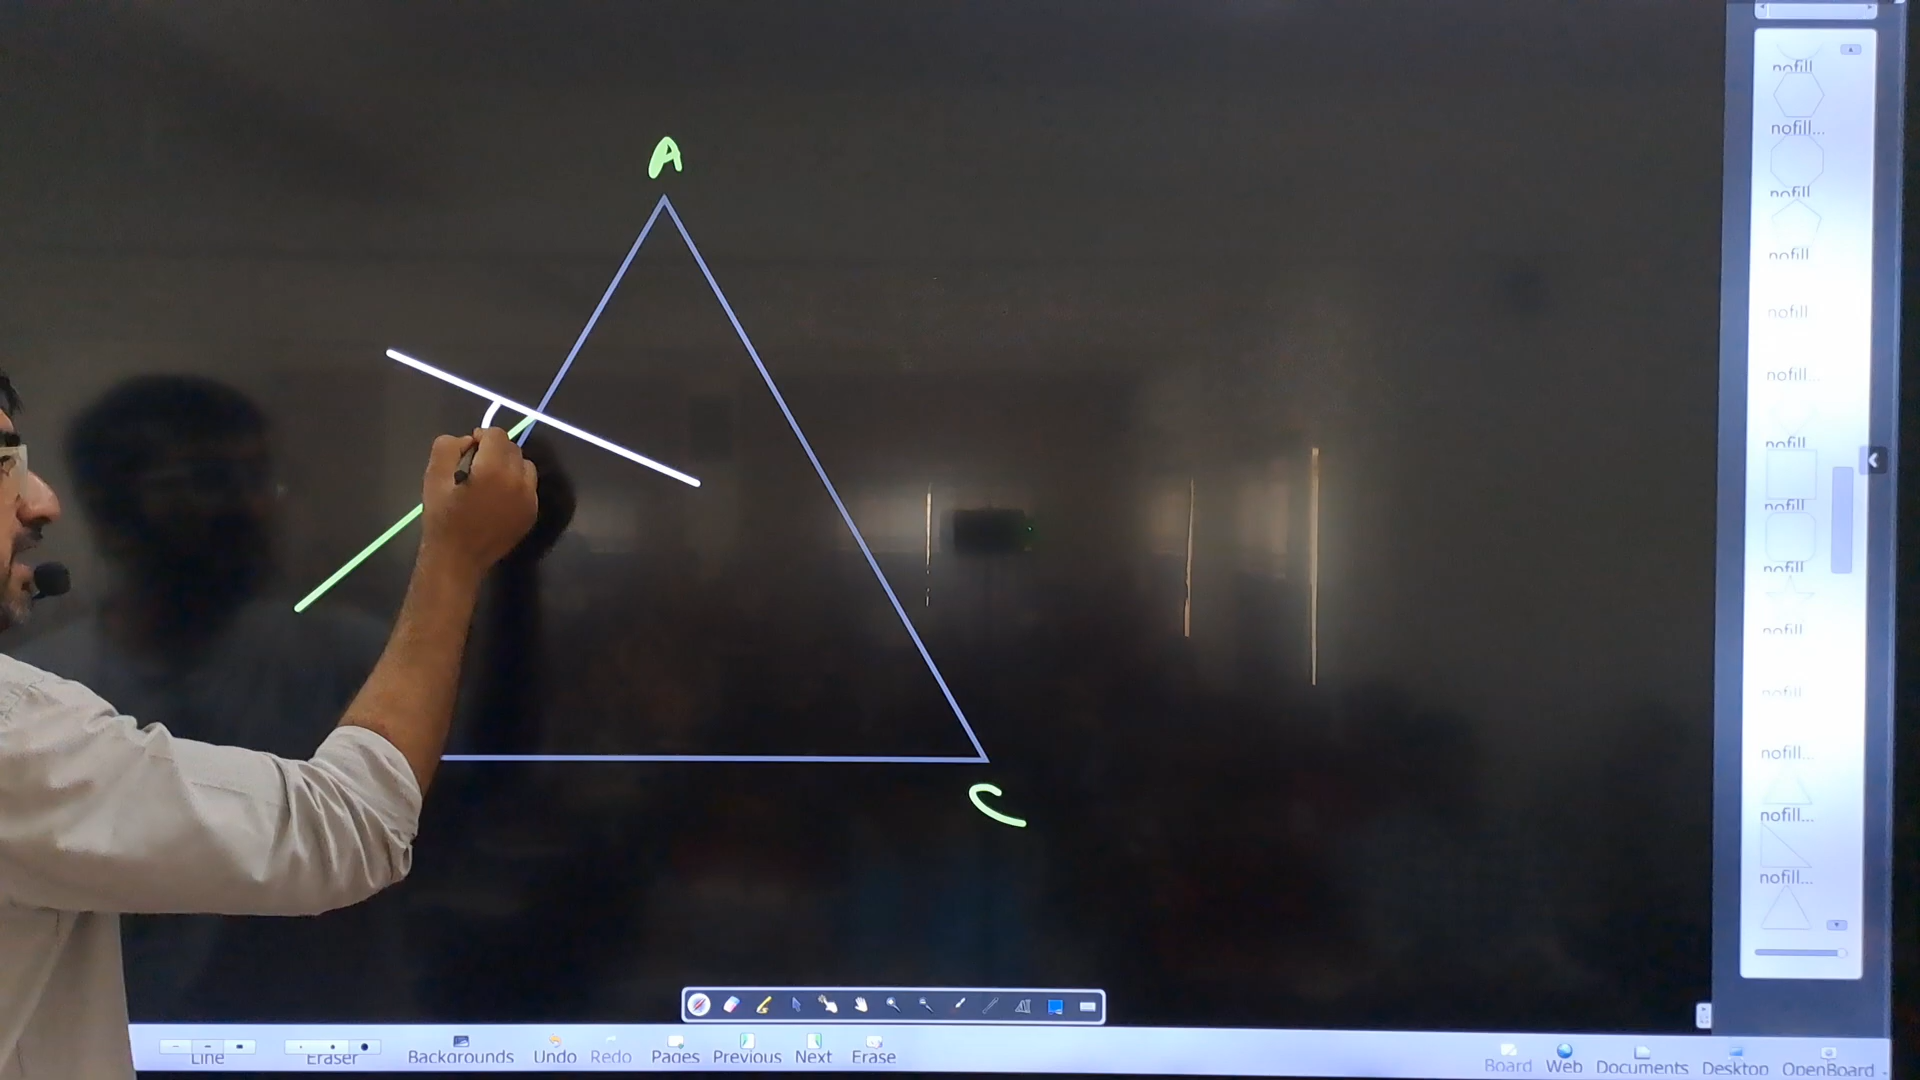 A
C
nofill
nofill...
nofill
nofill
nofill
nofill...
nofill
nofill
nofill
nofill
nofill
nofill...
nofill...
nofill...
Line
Eraser
Backgrounds
Undo
Redo
Pages
Previous
Next
Erase
Board
Web
Documents
Desktop
OpenBoard